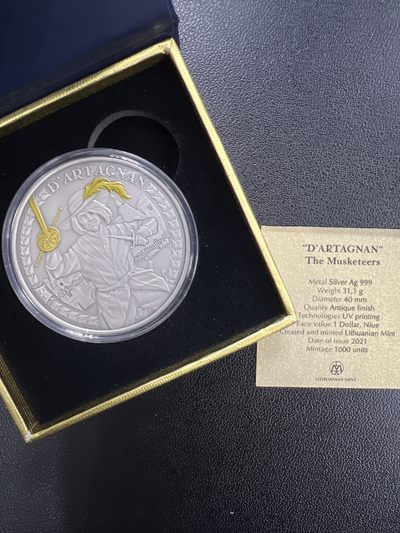 D'ARTAGNAN
"D'ARTAGNAN"
The Musketeers
Metal Silver Ag 999
Weight 31,1 g
Diameter 40 mm
Quality Antique finish
Technologies UV printing
Face value 1 Dollar, Niue
Created and minted Lithuanian Mint
Date of issue 2021
Mintage 1000 units
LITHUANIAN MINT